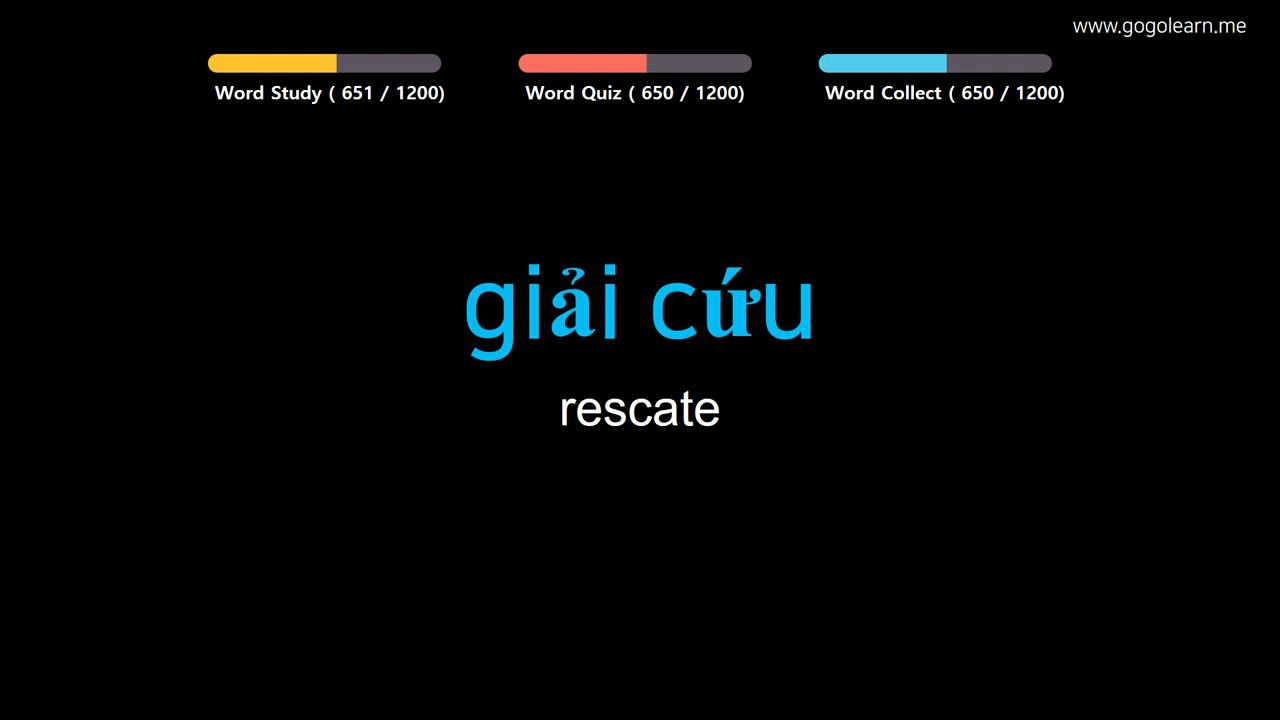 www.gogolearn.me
Word Study ( 651 / 1200)
Word Quiz ( 650 / 1200)
Word Collect ( 650 / 1200)
giải cứu
rescate